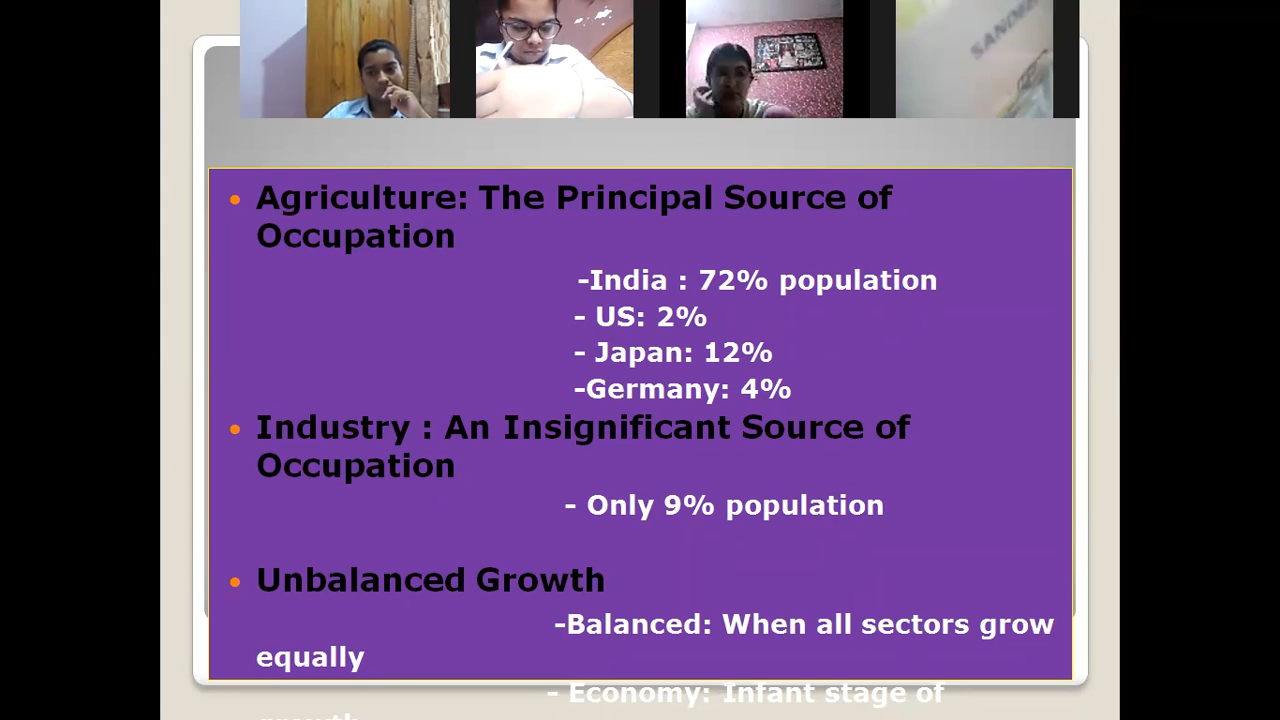 • Agriculture: The Principal Source of
Occupation
-India : 72% population
- US: 2%
- Japan: 12%
-Germany: 4%
• Industry : An Insignificant Source of
Occupation
- Only 9% population
• Unbalanced Growth
-Balanced: When all sectors grow
equally
- Economy: Infant stage of
growth